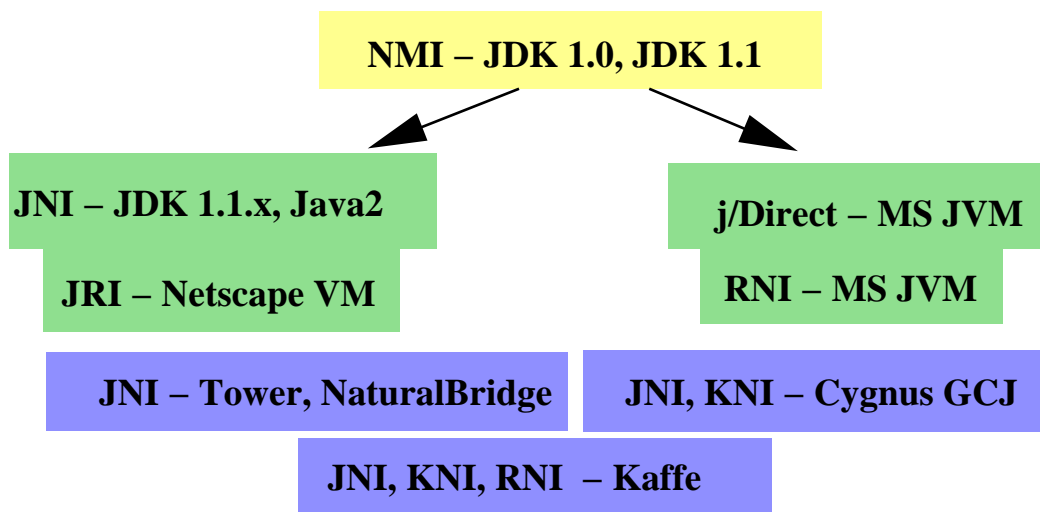 NMI – JDK 1.0, JDK 1.1
JNI – JDK 1.1.x, Java2
j/Direct – MS JVM
JRI – Netscape VM
RNI – MS JVM
JNI – Tower, NaturalBridge
JNI, KNI – Cygnus GCJ
JNI, KNI, RNI – Kaffe